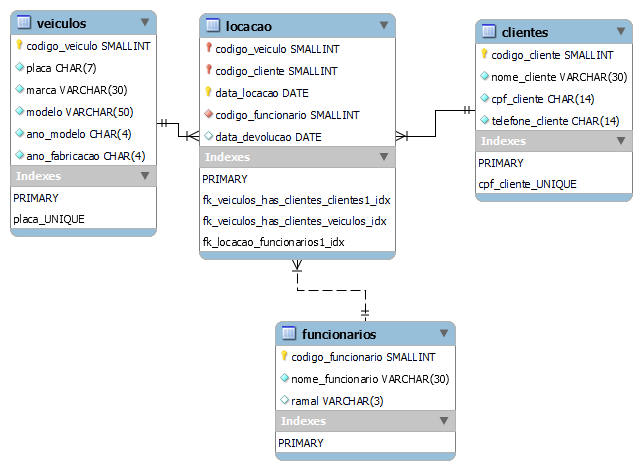 veiculos
codigo_veiculo SMALLINT
placa CHAR(7)
marca VARCHAR(30)
modelo VARCHAR(50)
ano_modelo CHAR(4)
ano_fabricacao CHAR(4)
Indexes
PRIMARY
placa_UNIQUE
locacao
codigo_veiculo SMALLINT
codigo_cliente SMALLINT
data_locacao DATE
codigo_funcionario SMALLINT
data_devolucao DATE
Indexes
PRIMARY
fk_veiculos_has_clientes_clientes1_idx
fk_veiculos_has_clientes_veiculos_idx
fk_locacao_funcionarios1_idx
clientes
codigo_cliente SMALLINT
nome_cliente VARCHAR(30)
cpf_cliente CHAR(14)
telefone_cliente CHAR(14)
Indexes
PRIMARY
cpf_cliente_UNIQUE
funcionarios
codigo_funcionario SMALLINT
nome_funcionario VARCHAR(30)
ramal VARCHAR(3)
Indexes
PRIMARY